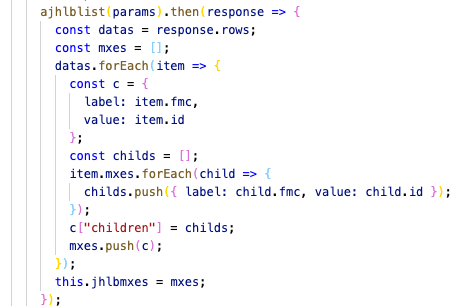 ajhlblist(params).then(response => {
const datas = response.rows;
const mxes = [];
datas.forEach(item => {
const c = {
label: item.fmc,
value: item.id
};
const childs = [];
item.mxes.forEach(child => {
childs.push({ label: child.fmc, value: child.id });
});
c["children"] = childs;
mxes.push(c);
});
this.jhlbmxes = mxes;
});